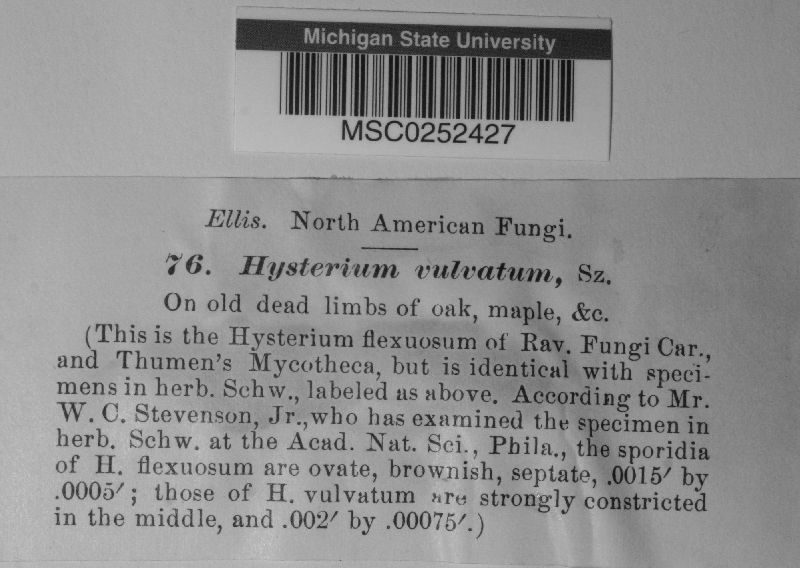 Michigan State University
MSC0252427
Ellis. North American Fungi.
76. Hysterium vulvatum, Sz.
On old dead limbs of oak, maple, &c.
(This is the Hysterium flexuosum of Rav. Fungi Car.,
and Thumen's Mycotheca, but is identical with speci-
mens in herb. Schw., labeled as above. According to Mr.
W. C. Stevenson, Jr.,who has examined the specimen in
herb. Schw. at the Acad. Nat. Sci., Phila., the sporidia
of H. flexuosum are ovate, brownish, septate, .0015′ by
.0005′; those of H. vulvatum are strongly constricted
in the middle, and .002′ by .00075′.)